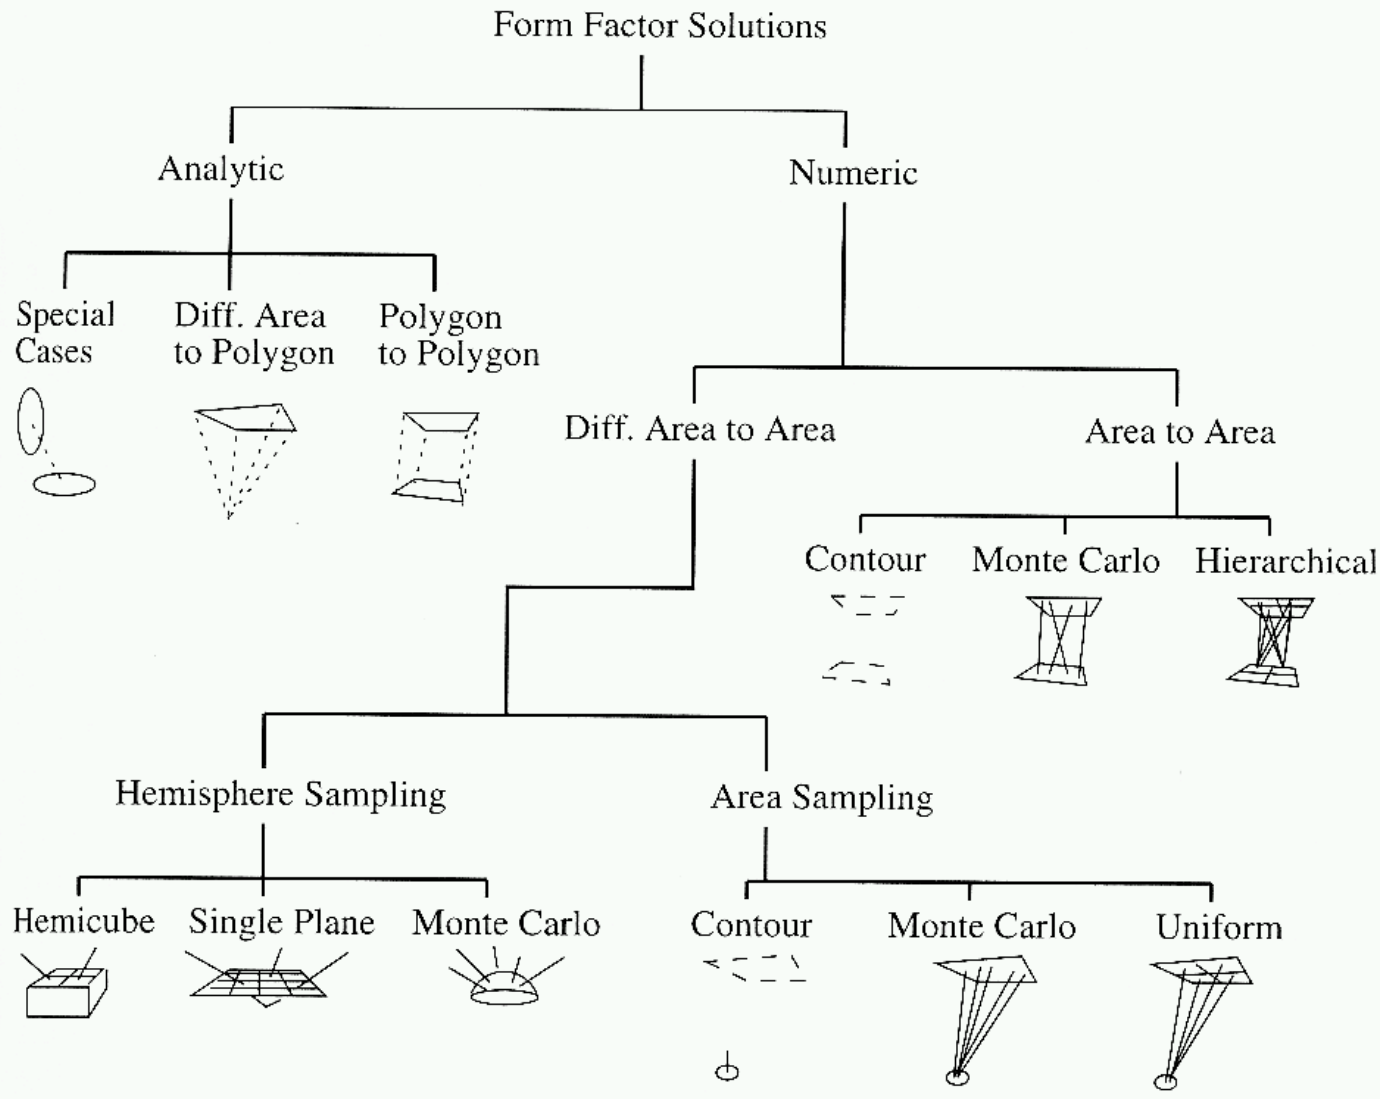 Form Factor Solutions
Analytic
Numeric
Special
Cases
Diff. Area
to Polygon
Polygon
to Polygon
Diff. Area to Area
Area to Area
Contour
Monte Carlo
Hierarchical
Hemisphere Sampling
Area Sampling
Hemicube
Single Plane
Monte Carlo
Contour
Monte Carlo
Uniform